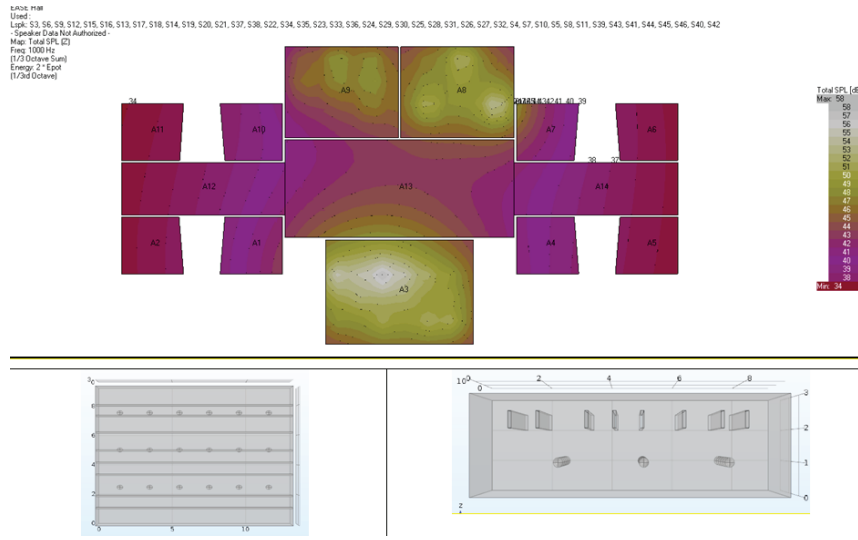 EASE Hall
Used :
Lspk: S3, S6, S9, S12, S15, S16, S13, S17, S18, S14, S19, S20, S21, S37, S38, S22, S34, S35, S23, S33, S36, S24, S29, S30, S25, S28, S31, S26, S27, S32, S4, S7, S10, S5, S8, S11, S39, S43, S41, S44, S45, S46, S40, S42
- Speaker Data Not Authorized -
Map: Total SPL (Z)
Freq: 1000 Hz
(1/3 Octave Sum)
Energy: 2 * Epot
(1/3rd Octave)
A9
A8
34
41 40 39
A11
A10
A7
A6
38 37
A12
A13
A14
A2
A1
A4
A5
A3
Total SPL [dB
Max: 58
58
57
56
55
54
53
52
51
50
49
48
47
46
45
44
43
42
41
40
39
38
Min: 34
8
6
4
2
0
0 5 10
10 0 2 4 6 8
0
3
2
1
0
2